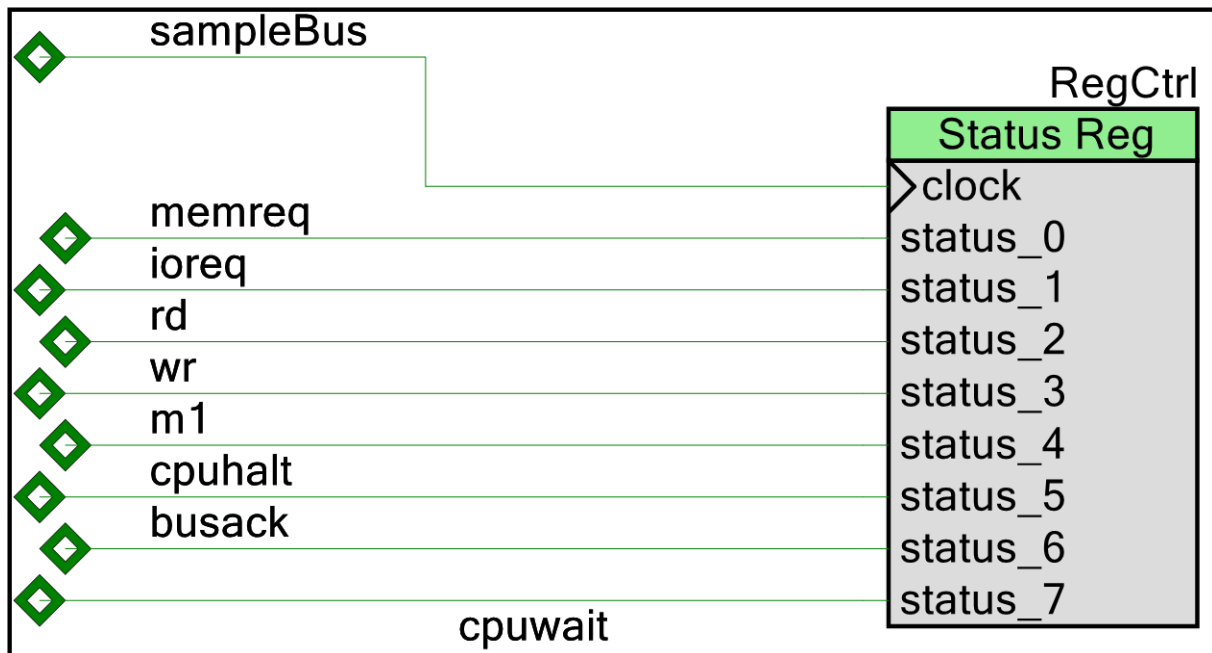 sampleBus
RegCtrl
Status Reg
clock
memreq
status_0
ioreq
status_1
rd
status_2
wr
status_3
m1
status_4
cpuhalt
status_5
busack
status_6
status_7
cpuwait